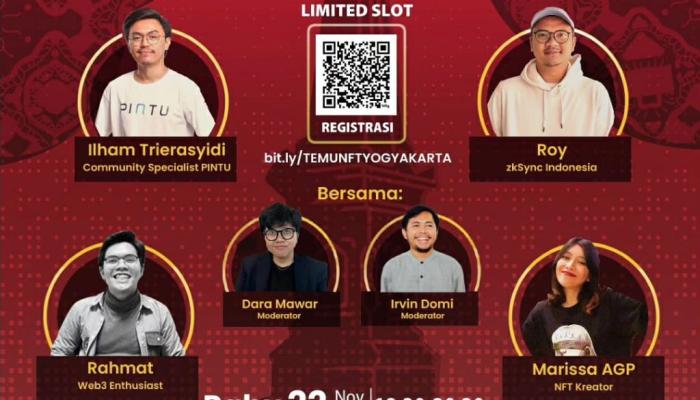 LIMITED SLOT
REGISTRASI
bit.ly/TEMUNFTYOGYAKARTA
PINTU
Ilham Trierasyidi
Community Specialist PINTU
Roy
zkSync Indonesia
Bersama:
Dara Mawar
Moderator
Irvin Domi
Moderator
Rahmat
Web3 Enthusiast
Marissa AGP
NFT Kreator
Nov